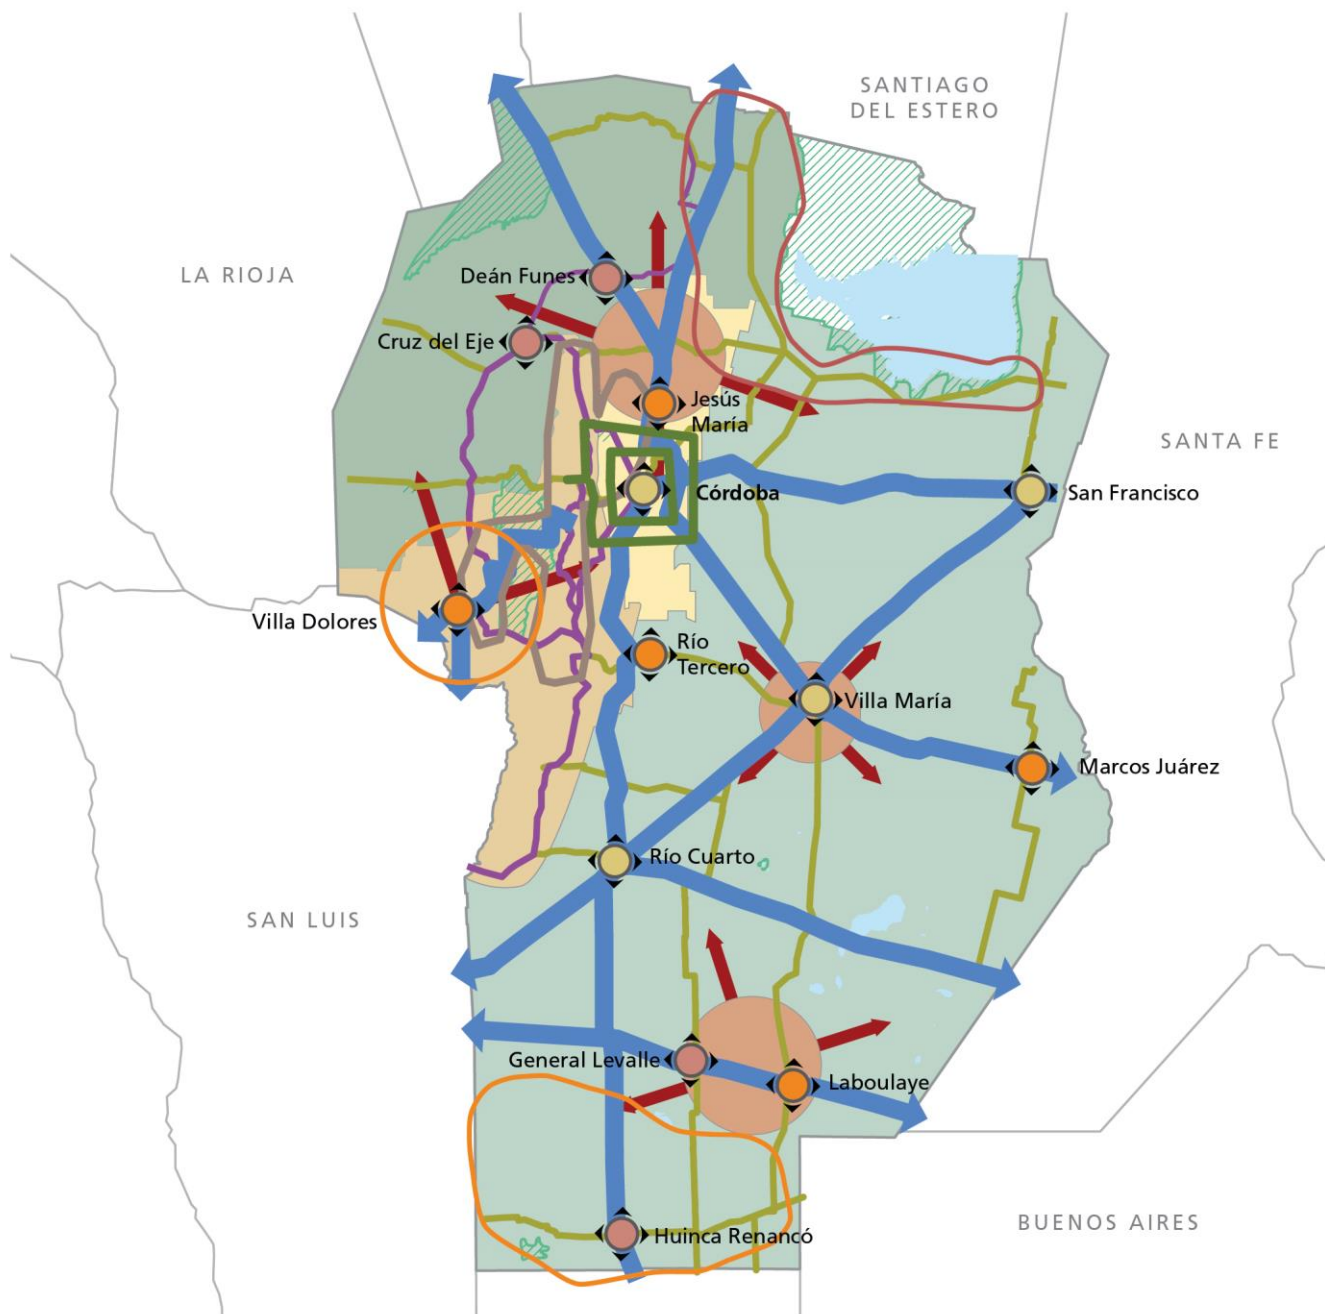 SANTIAGO
DEL ESTERO
LA RIOJA
Deán Funes
Cruz del Eje
Jesús
María
SANTA FE
Córdoba
San Francisco
Villa Dolores
Río
Tercero
Villa María
Marcos Juárez
Río Cuarto
SAN LUIS
General Levalle
Laboulaye
BUENOS AIRES
Huinca Renancó